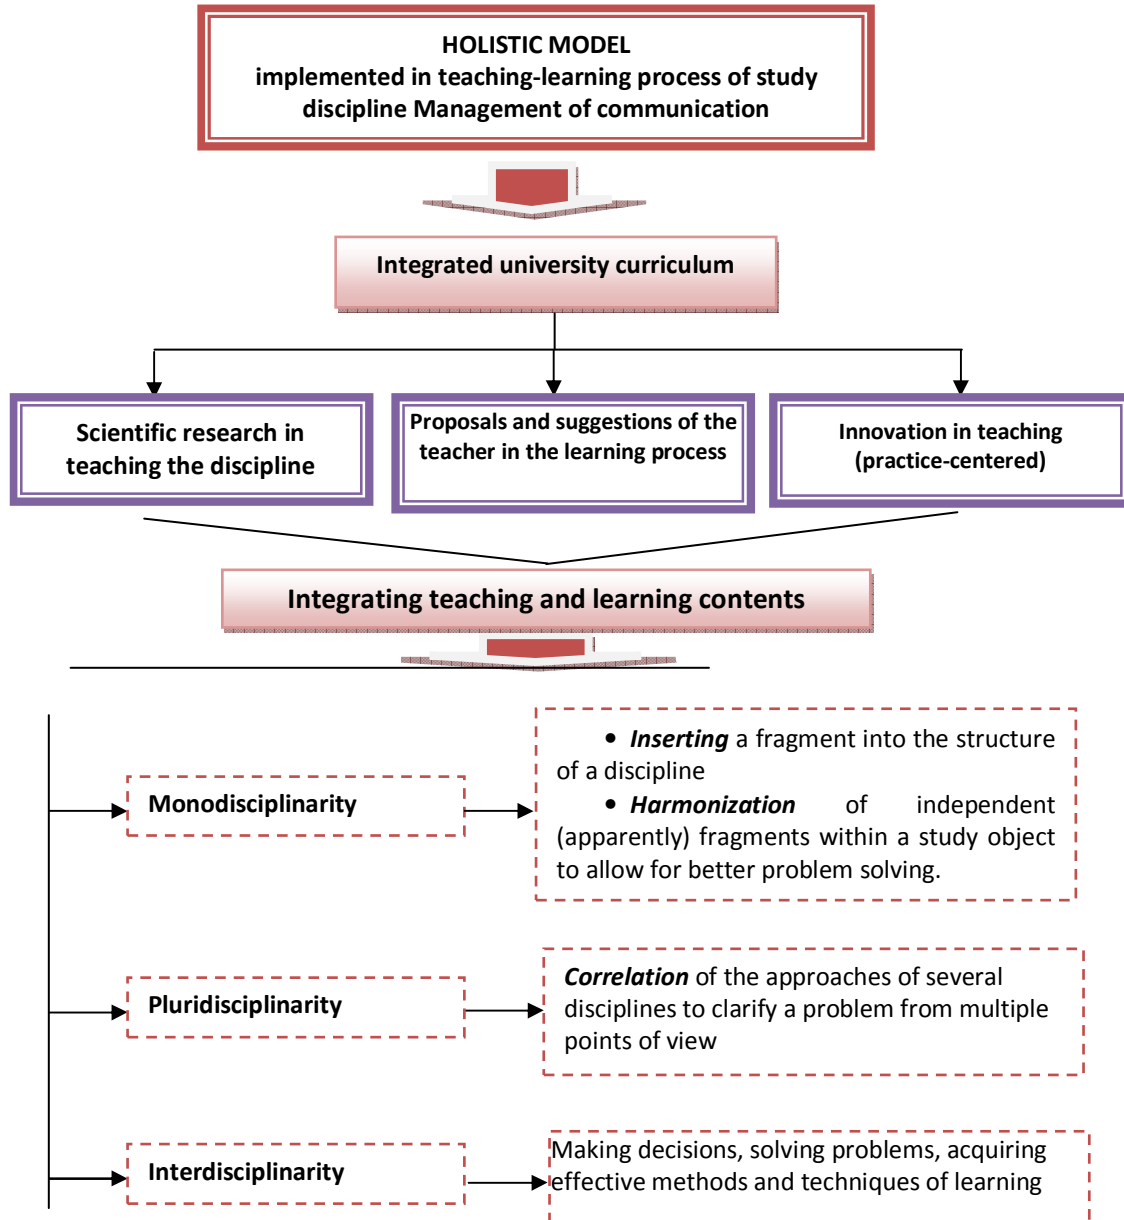 HOLISTIC MODEL
implemented in teaching-learning process of study
discipline Management of communication
Integrated university curriculum
Scientific research in
teaching the discipline
Proposals and suggestions of the
teacher in the learning process
Innovation in teaching
(practice-centered)
Integrating teaching and learning contents
Monodisciplinarity
• Inserting a fragment into the structure
of a discipline
• Harmonization of independent
(apparently) fragments within a study object
to allow for better problem solving.
Pluridisciplinarity
Correlation of the approaches of several
disciplines to clarify a problem from multiple
points of view
Interdisciplinarity
Making decisions, solving problems, acquiring
effective methods and techniques of learning